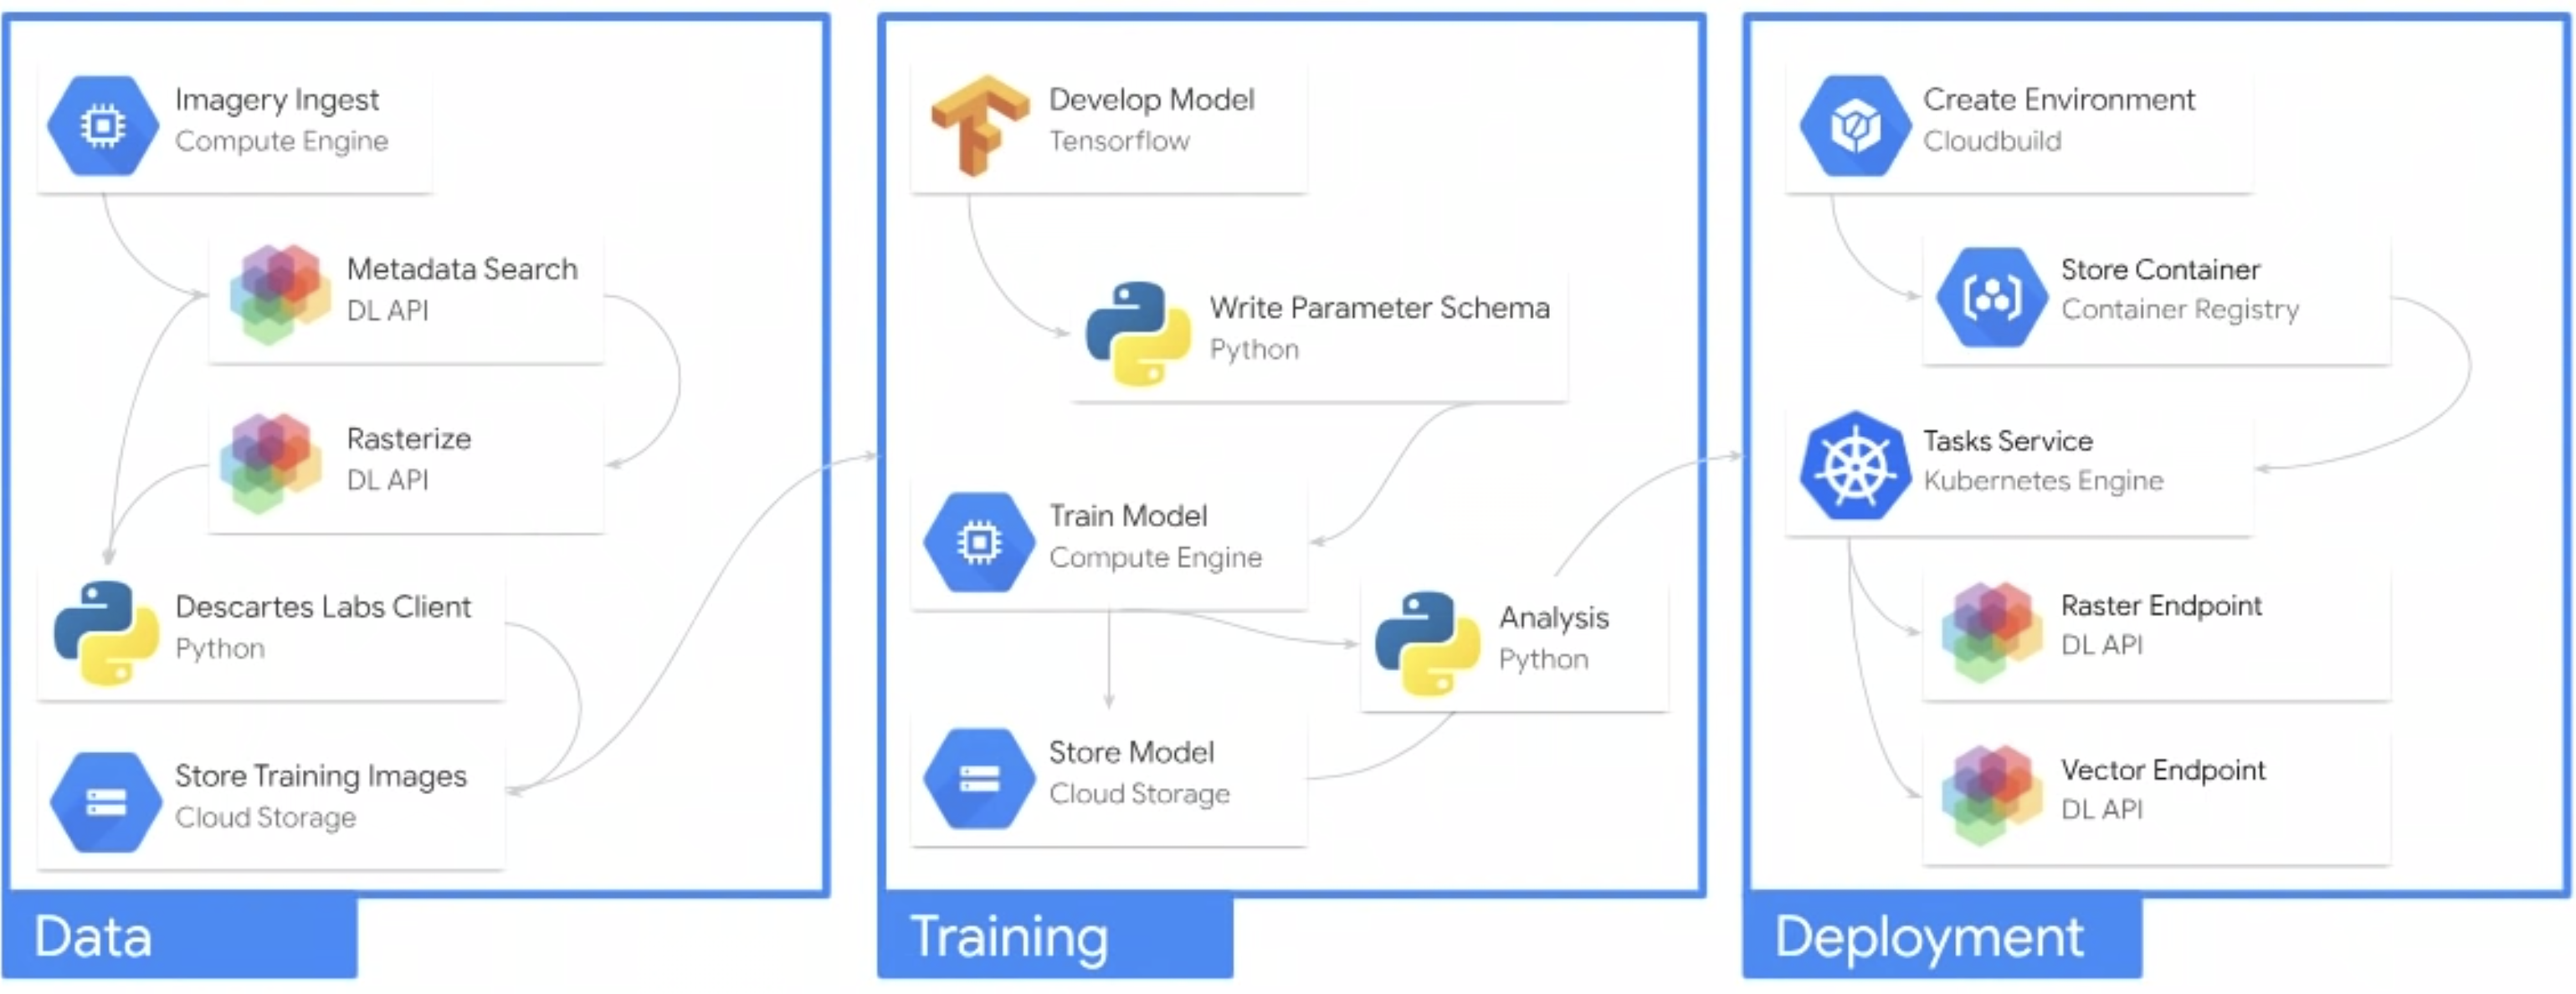 Imagery Ingest
Compute Engine
Metadata Search
DL API
Rasterize
DL API
Descartes Labs Client
Python
Store Training Images
Cloud Storage
Data
Develop Model
Tensorflow
Write Parameter Schema
Python
Train Model
Compute Engine
Analysis
Python
Store Model
Cloud Storage
Training
Create Environment
Cloudbuild
Store Container
Container Registry
Tasks Service
Kubernetes Engine
Raster Endpoint
DL API
Vector Endpoint
DL API
Deployment